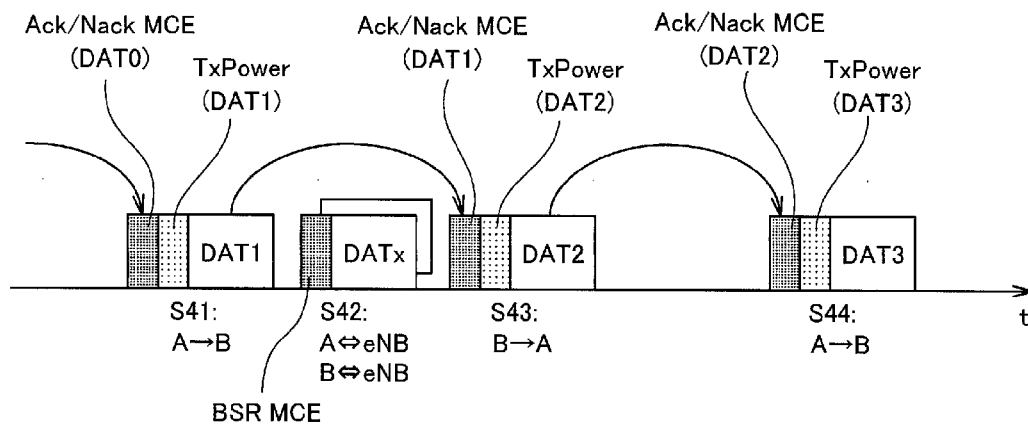 Ack/Nack MCE
(DAT0)
TxPower
(DAT1)
Ack/Nack MCE
(DAT1)
TxPower
(DAT2)
Ack/Nack MCE
(DAT2)
TxPower
(DAT3)
DAT1
DATx
DAT2
DAT3
S41:
A→B
S42:
A⇔eNB
B⇔eNB
S43:
B→A
S44:
A→B
t
BSR MCE